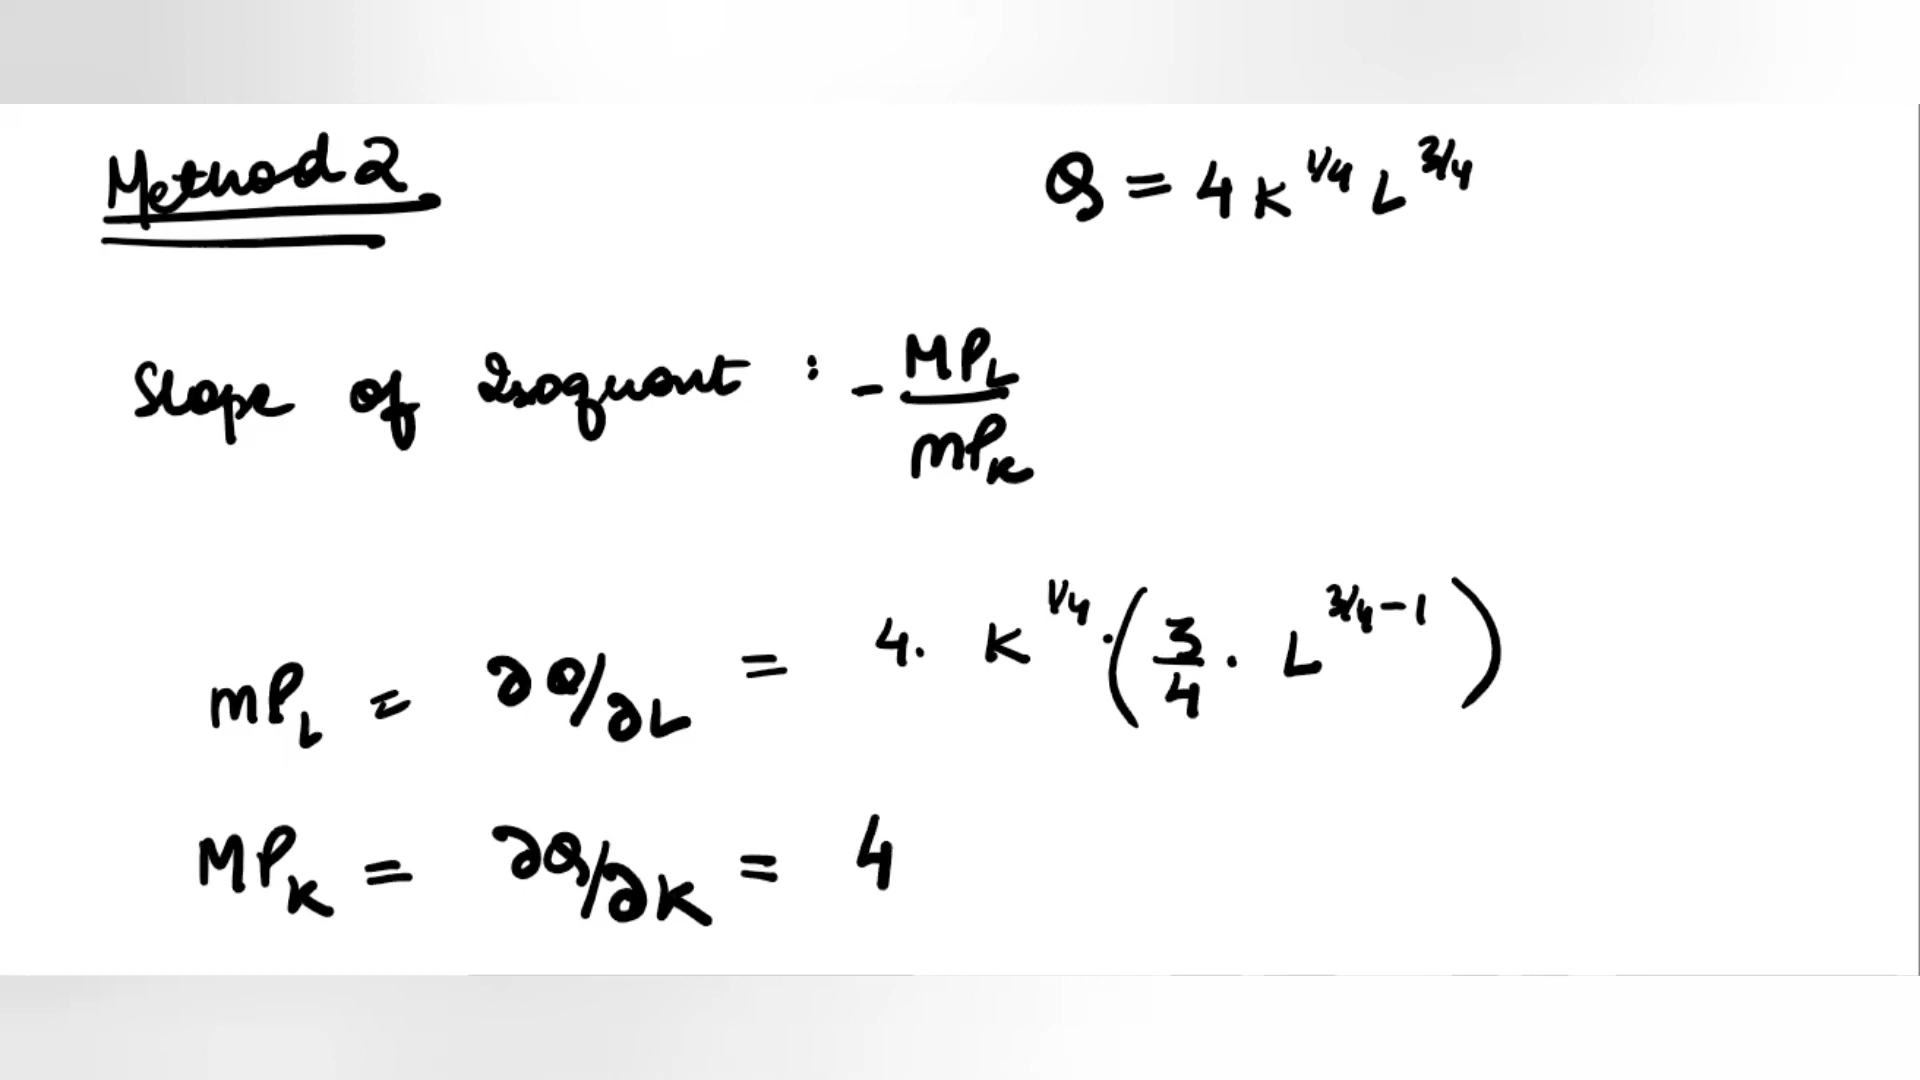 Method 2
Q = 4 K^1/4 L^3/4
Slope of Isoquant : - MPL / MPK
MPL = ∂Q/∂L = 4. K^1/4 . (3/4 . L^3/4-1)
MPK = ∂Q/∂K = 4